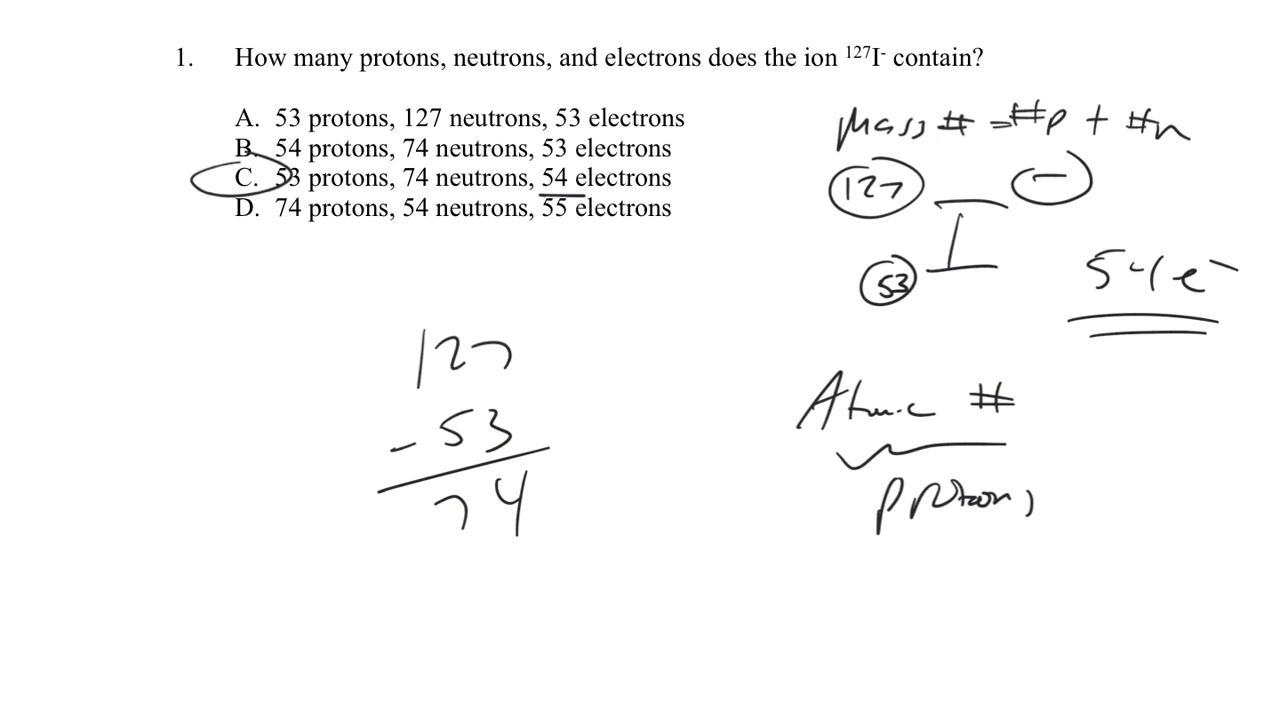 1. How many protons, neutrons, and electrons does the ion ¹²⁷I⁻ contain?
A. 53 protons, 127 neutrons, 53 electrons
B. 54 protons, 74 neutrons, 53 electrons
C. 53 protons, 74 neutrons, 54 electrons
D. 74 protons, 54 neutrons, 55 electrons
Mass # = #p + #n
127 −
I
53
54 e⁻
127
- 53
74
Atomic #
protons